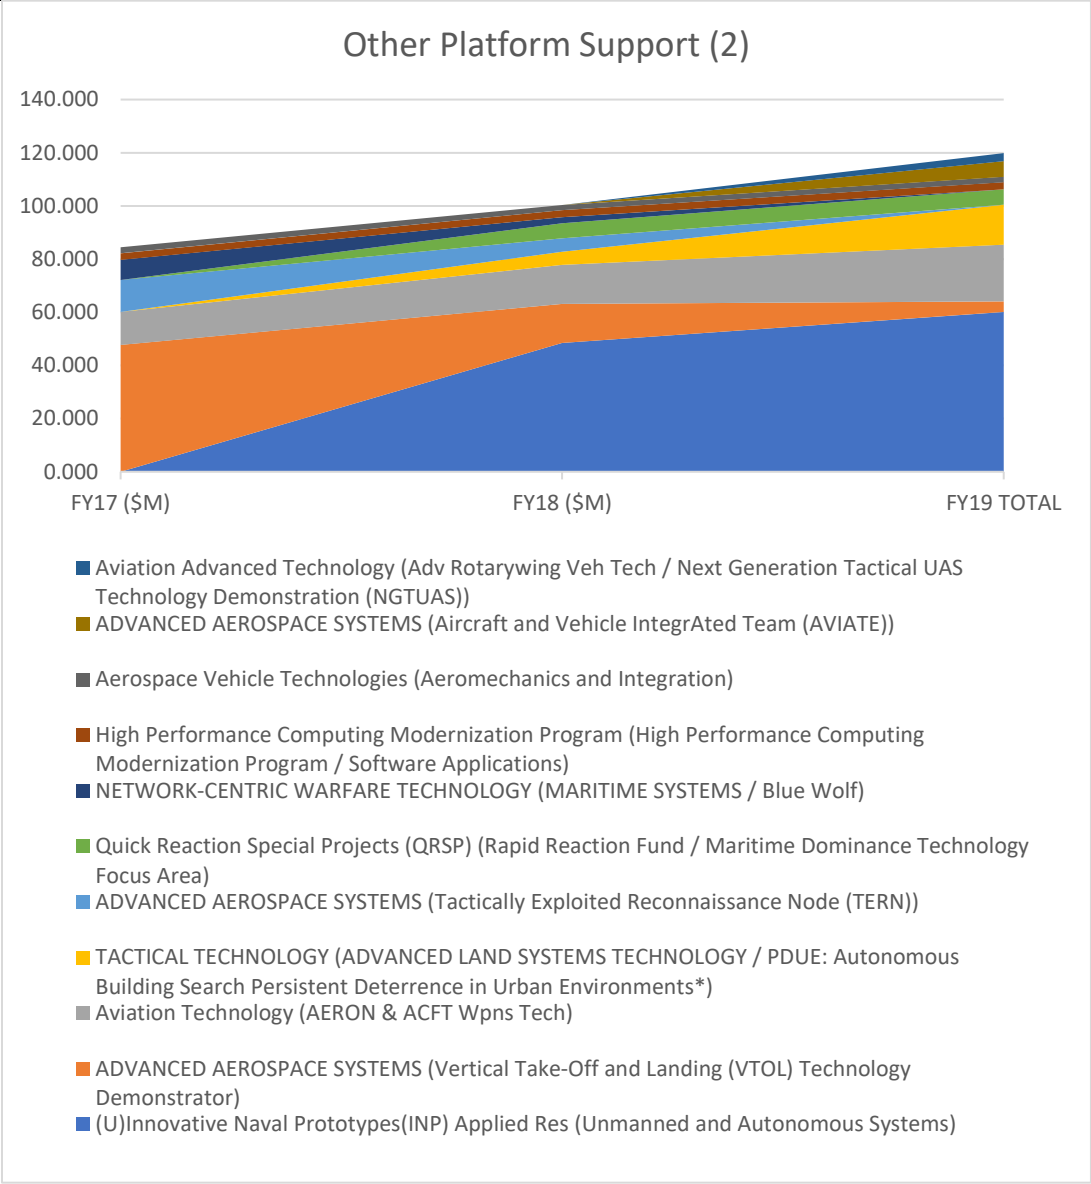 Other Platform Support (2)
140.000
120.000
100.000
80.000
60.000
40.000
20.000
0.000
FY17 ($M)
FY18 ($M)
FY19 TOTAL
Aviation Advanced Technology (Adv Rotarywing Veh Tech / Next Generation Tactical UAS
Technology Demonstration (NGTUAS))
ADVANCED AEROSPACE SYSTEMS (Aircraft and Vehicle IntegrAted Team (AVIATE))
Aerospace Vehicle Technologies (Aeromechanics and Integration)
High Performance Computing Modernization Program (High Performance Computing
Modernization Program / Software Applications)
NETWORK-CENTRIC WARFARE TECHNOLOGY (MARITIME SYSTEMS / Blue Wolf)
Quick Reaction Special Projects (QRSP) (Rapid Reaction Fund / Maritime Dominance Technology
Focus Area)
ADVANCED AEROSPACE SYSTEMS (Tactically Exploited Reconnaissance Node (TERN))
TACTICAL TECHNOLOGY (ADVANCED LAND SYSTEMS TECHNOLOGY / PDUE: Autonomous
Building Search Persistent Deterrence in Urban Environments*)
Aviation Technology (AERON & ACFT Wpns Tech)
ADVANCED AEROSPACE SYSTEMS (Vertical Take-Off and Landing (VTOL) Technology
Demonstrator)
(U)Innovative Naval Prototypes(INP) Applied Res (Unmanned and Autonomous Systems)